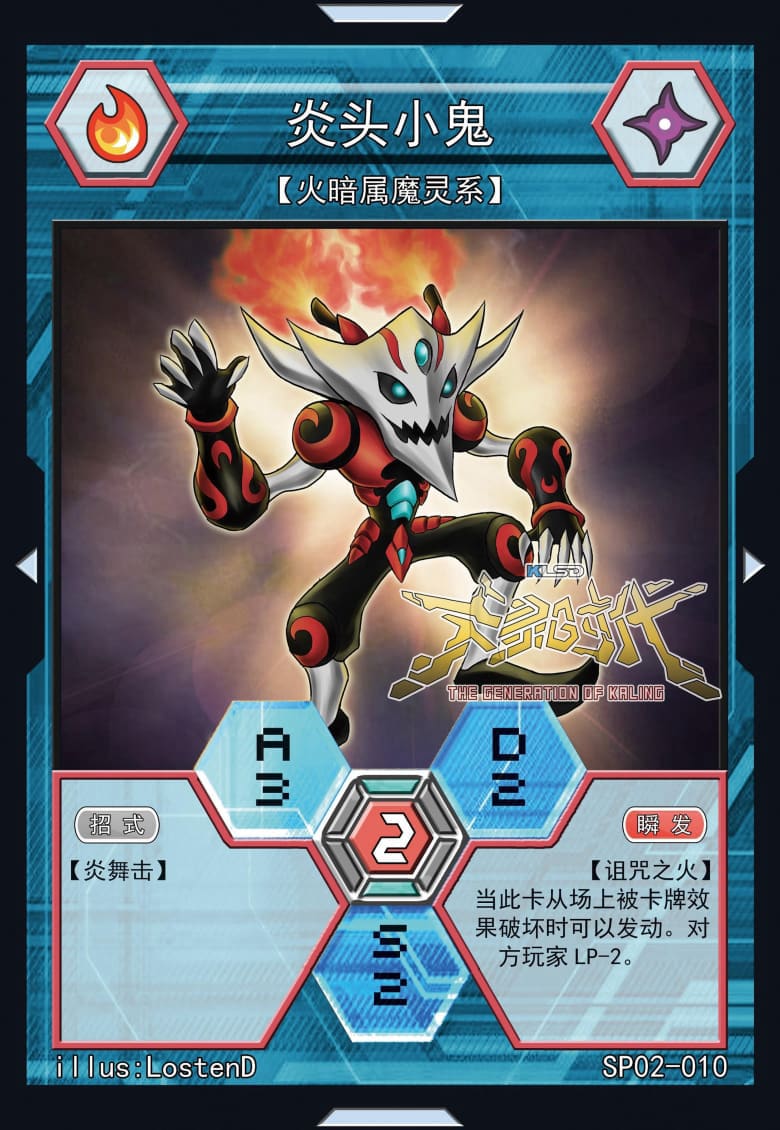 炎头小鬼
【火暗属魔灵系】
KLSD
THE GENERATION OF KALING
A
3
D
2
2
S
2
招 式
【炎舞击】
瞬 发
【诅咒之火】
当此卡从场上被卡牌效
果破坏时可以发动。对
方玩家 LP-2。
illus:LostenD
SP02-010